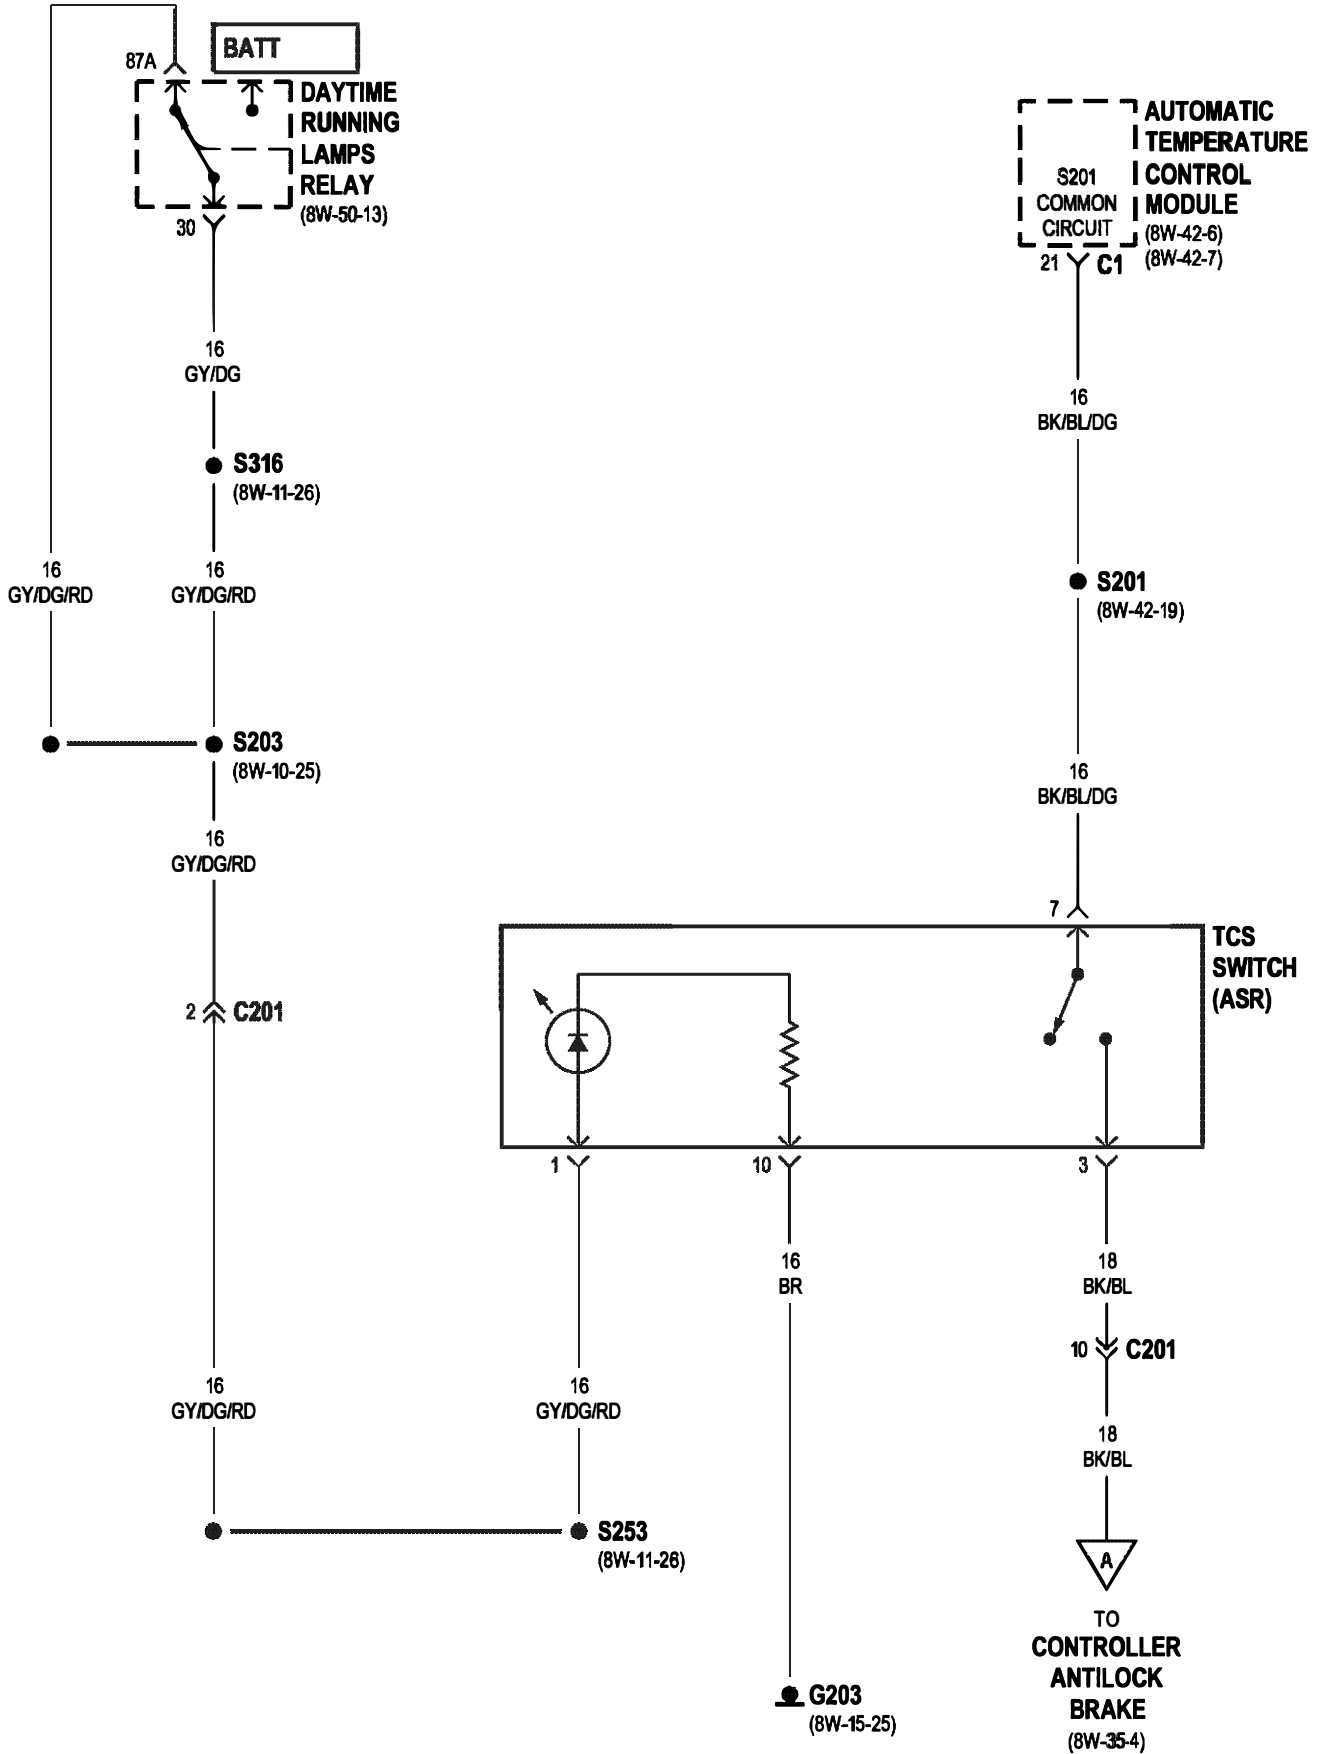 BATT
87A
DAYTIME
RUNNING
LAMPS
RELAY
(8W-50-13)
30
16
GY/DG
S316
(8W-11-26)
16
GY/DG/RD
16
GY/DG/RD
S203
(8W-10-25)
16
GY/DG/RD
2
C201
16
GY/DG/RD
16
GY/DG/RD
S253
(8W-11-26)
S201
COMMON
CIRCUIT
AUTOMATIC
TEMPERATURE
CONTROL
MODULE
(8W-42-6)
(8W-42-7)
21
C1
16
BK/BL/DG
S201
(8W-42-19)
16
BK/BL/DG
7
TCS
SWITCH
(ASR)
1
10
3
16
BR
G203
(8W-15-25)
18
BK/BL
10
C201
18
BK/BL
A
TO
CONTROLLER
ANTILOCK
BRAKE
(8W-35-4)